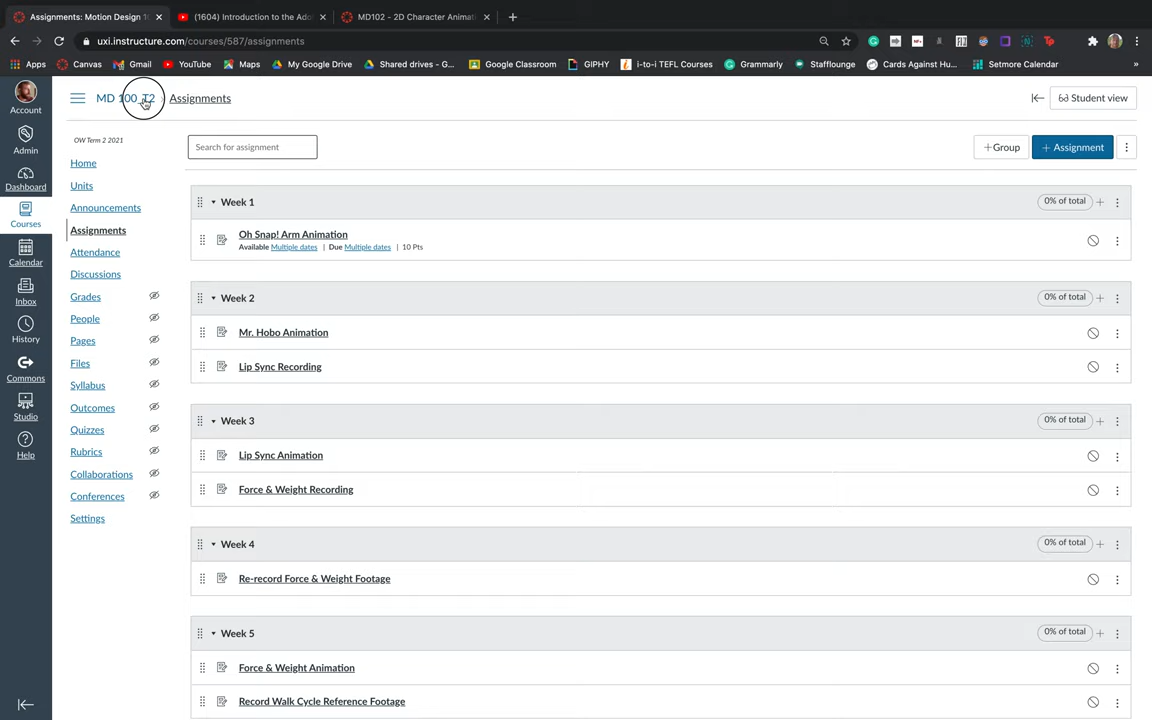 Assignments: Motion Design 1
(1604) Introduction to the Ado
MD102 - 2D Character Animati
uxi.instructure.com/courses/587/assignments
Apps
Canvas
Gmail
YouTube
Maps
My Google Drive
Shared drives - G...
Google Classroom
GIPHY
i-to-i TEFL Courses
Grammarly
Stafflounge
Cards Against Hu...
Setmore Calendar
»
Account
Admin
Dashboard
Courses
Calendar
Inbox
History
Commons
Studio
Help
MD 100_T2 › Assignments
Student view
OW Term 2 2021
Home
Units
Announcements
Assignments
Attendance
Discussions
Grades
People
Pages
Files
Syllabus
Outcomes
Quizzes
Rubrics
Collaborations
Conferences
Settings
Search for assignment
+Group
+ Assignment
Week 1
0% of total
Oh Snap! Arm Animation
Available Multiple dates | Due Multiple dates | 10 Pts
Week 2
0% of total
Mr. Hobo Animation
Lip Sync Recording
Week 3
0% of total
Lip Sync Animation
Force & Weight Recording
Week 4
0% of total
Re-record Force & Weight Footage
Week 5
0% of total
Force & Weight Animation
Record Walk Cycle Reference Footage